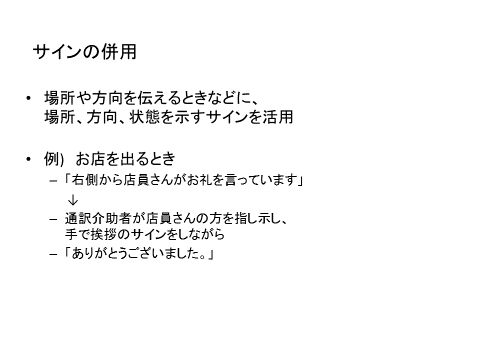 サインの併用
• 場所や方向を伝えるときなどに、
場所、方向、状態を示すサインを活用
• 例) お店を出るとき
– 「右側から店員さんがお礼を言っています」
↓
– 通訳介助者が店員さんの方を指し示し、
手で挨拶のサインをしながら
– 「ありがとうございました。」